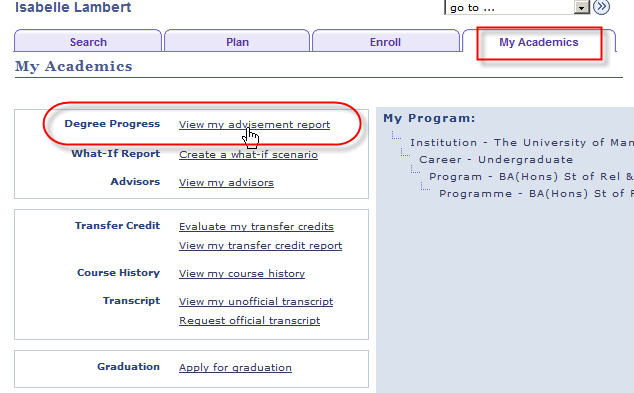 Isabelle Lambert
go to ...
Search Plan Enroll My Academics
My Academics
Degree Progress View my advisement report
What-If Report Create a what-if scenario
Advisors View my advisors
Transfer Credit Evaluate my transfer credits
View my transfer credit report
Course History View my course history
Transcript View my unofficial transcript
Request official transcript
Graduation Apply for graduation
My Program:
Institution - The University of Man
Career - Undergraduate
Program - BA(Hons) St of Rel &
Programme - BA(Hons) St of R